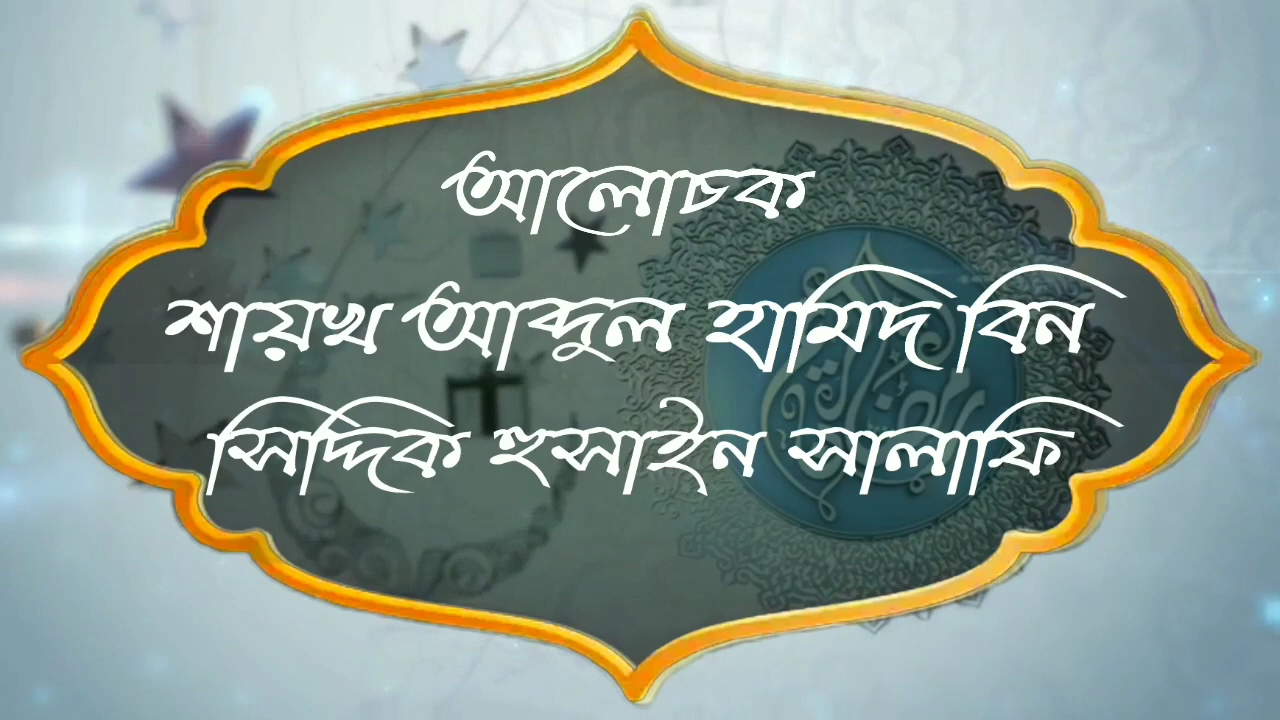 আলোচক
শায়খ আব্দুল হামিদ বিন
সিদ্দিক হুসাইন সালাফি